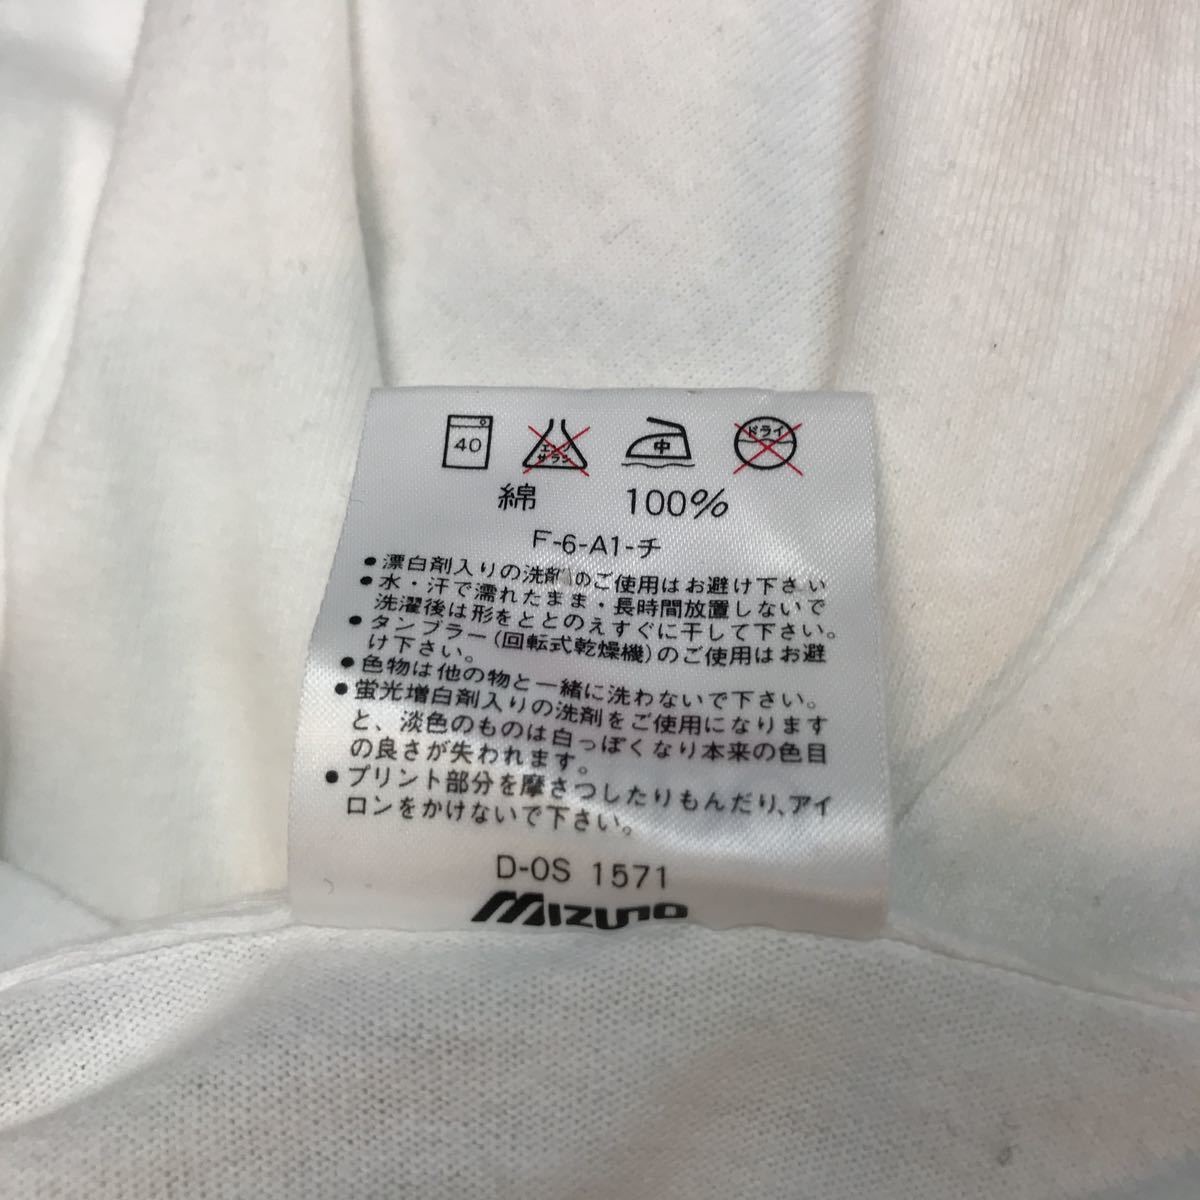 40
エンソ
サラシ
中
ドライ
綿 100%
F-6-A1-チ
●漂白剤入りの洗剤のご使用はお避け下さい
●水・汗で濡れたまま・長時間放置しないで
洗濯後は形をととのえすぐに干して下さい。
●タンブラー(回転式乾燥機)のご使用はお避
け下さい。
●色物は他の物と一緒に洗わないで下さい。
●蛍光増白剤入りの洗剤をご使用になります
と、淡色のものは白っぽくなり本来の色目
の良さが失われます。
●プリント部分を摩さつしたりもんだり、アイ
ロンをかけないで下さい。
D-OS 1571
MIZUNO